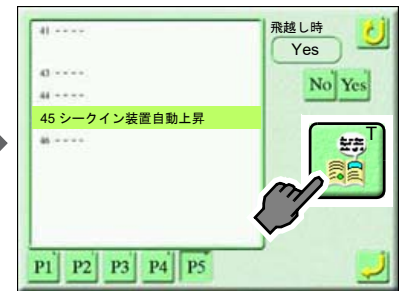 41 ----
43 ----
44 ----
45 シークイン装置自動上昇
46 ----
飛越し時
Yes
No Yes
T
P1 P2 P3 P4 P5